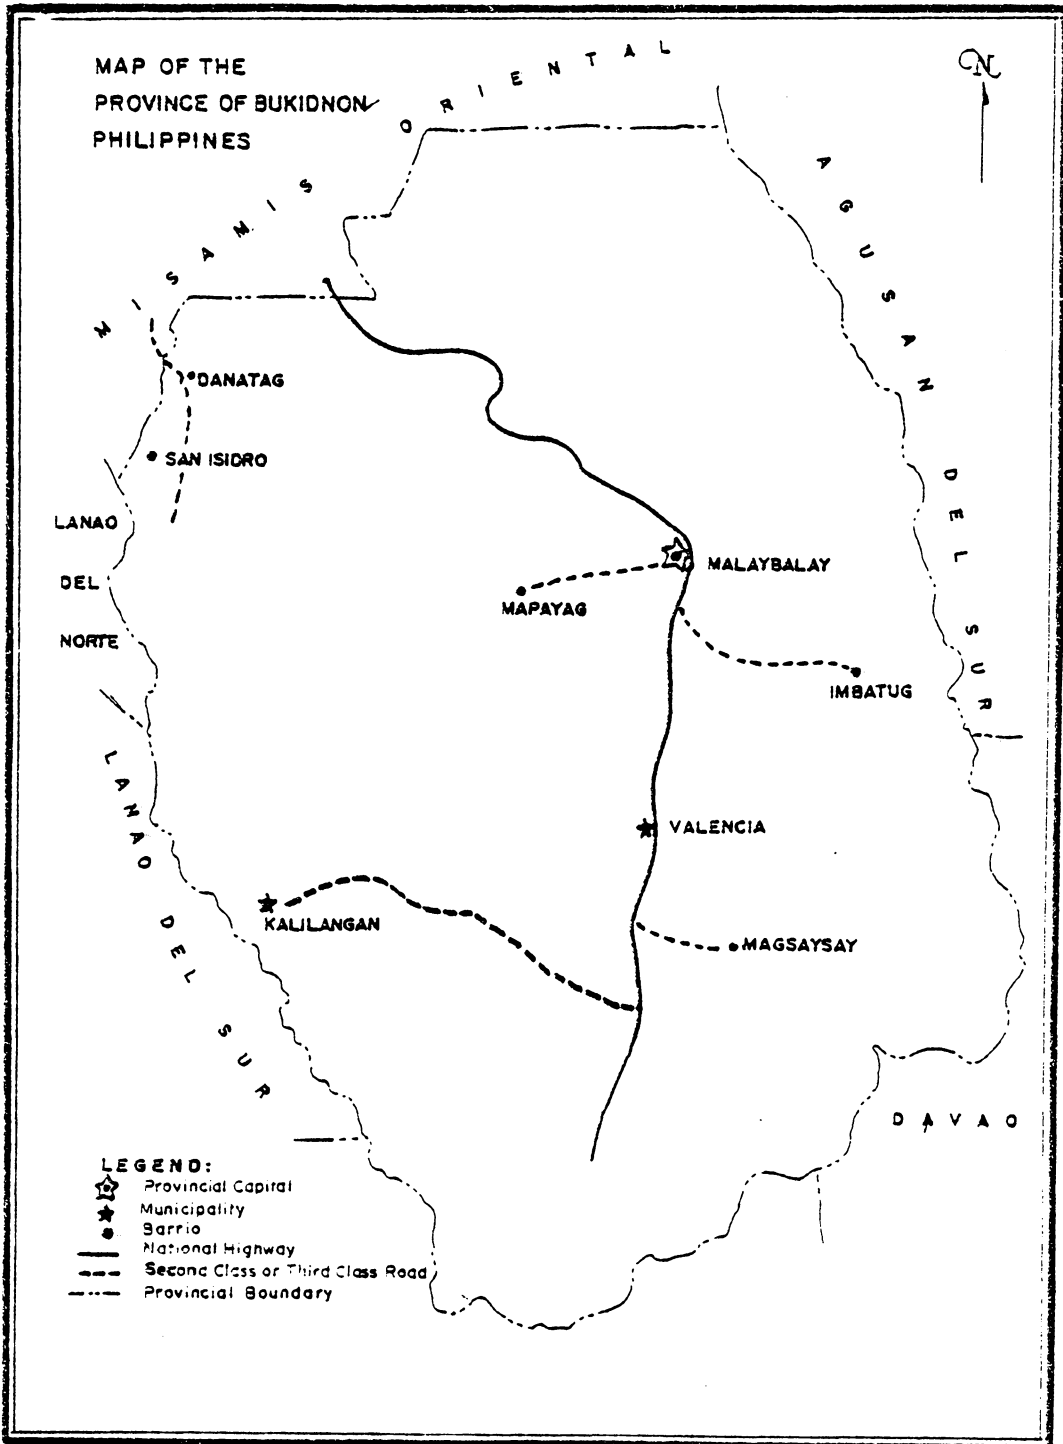 MAP OF THE
PROVINCE OF BUKIDNON
PHILIPPINES
N
MISAMIS ORIENTAL
AGUSAN DEL SUR
DANATAG
SAN ISIDRO
LANAO
DEL
NORTE
MALAYBALAY
MAPAYAG
IMBATUG
LANAO DEL SUR
VALENCIA
KALILANGAN
MAGSAYSAY
DAVAO
LEGEND:
Provincial Capital
Municipality
Barrio
National Highway
Second Class or Third Class Road
Provincial Boundary